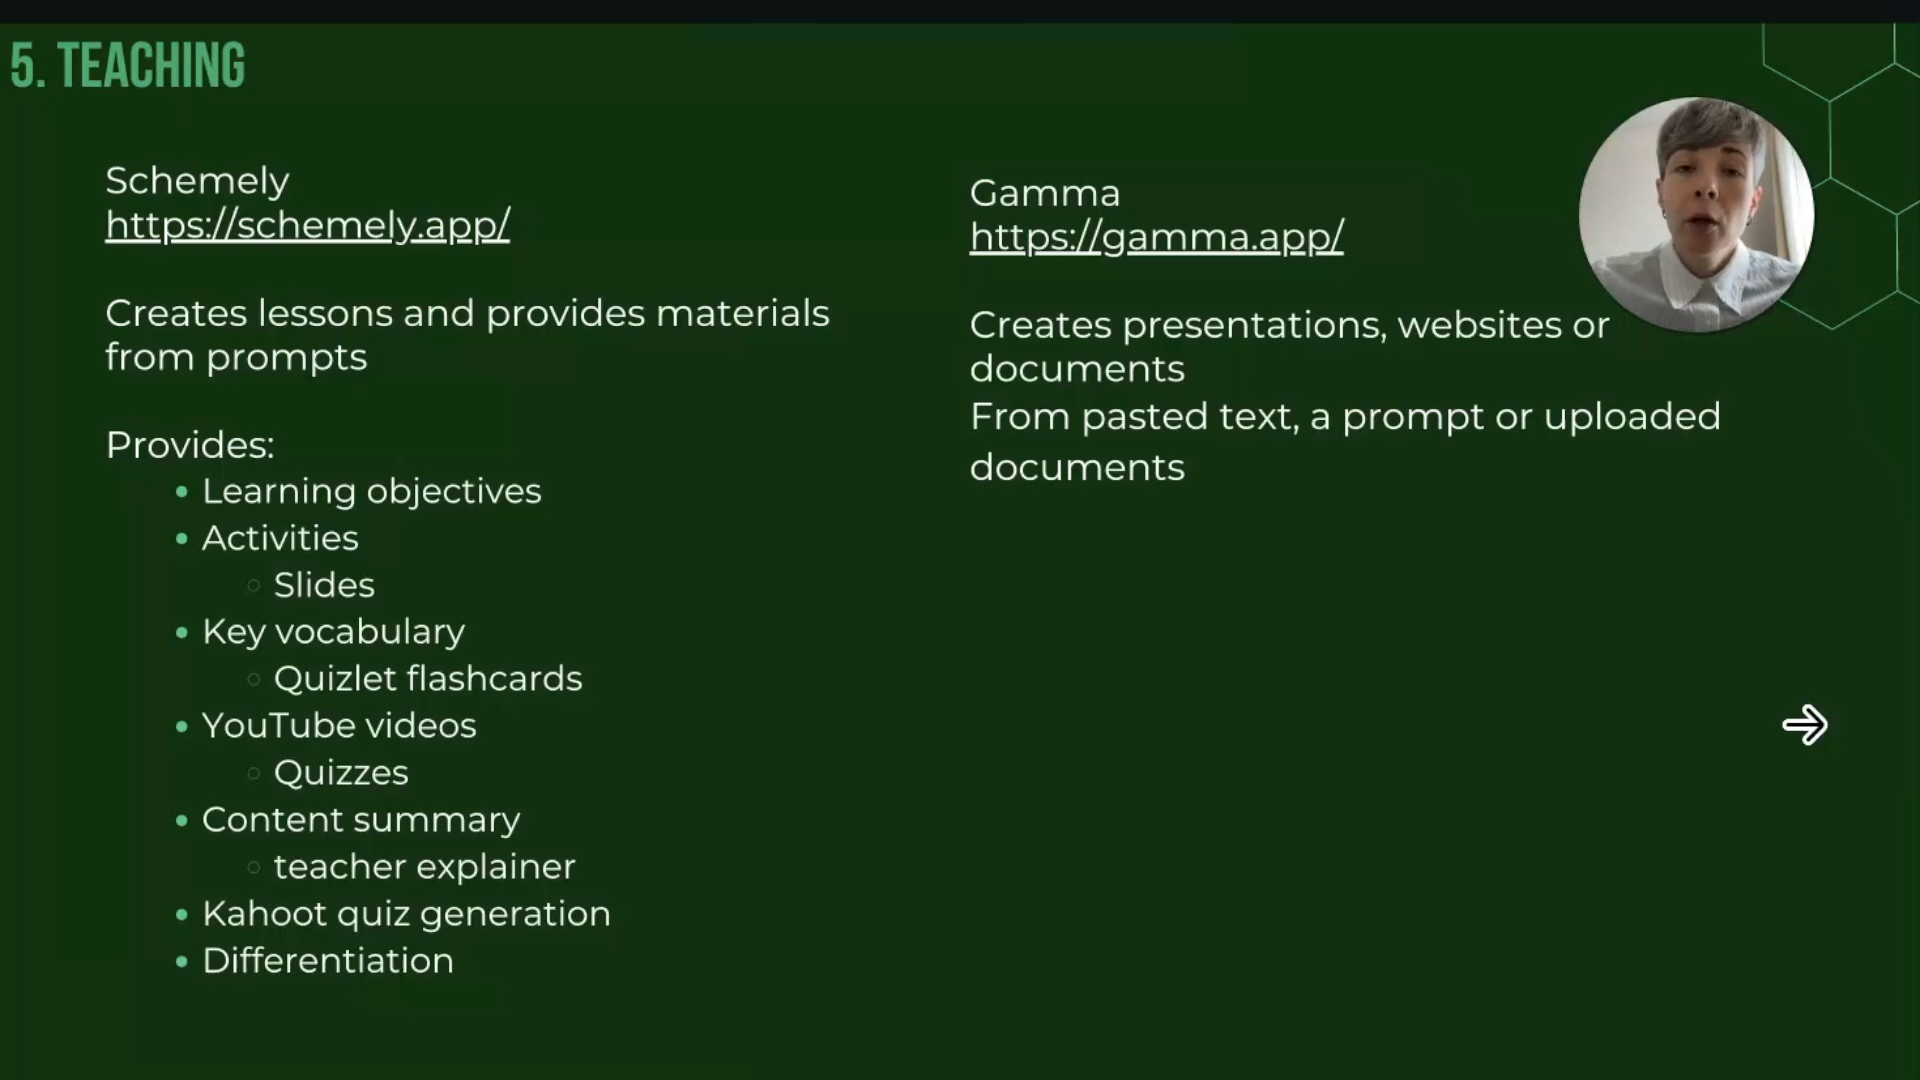 5. TEACHING
Schemely
https://schemely.app/
Creates lessons and provides materials
from prompts
Provides:
Learning objectives
Activities
Slides
Key vocabulary
Quizlet flashcards
YouTube videos
Quizzes
Content summary
teacher explainer
Kahoot quiz generation
Differentiation
Gamma
https://gamma.app/
Creates presentations, websites or
documents
From pasted text, a prompt or uploaded
documents